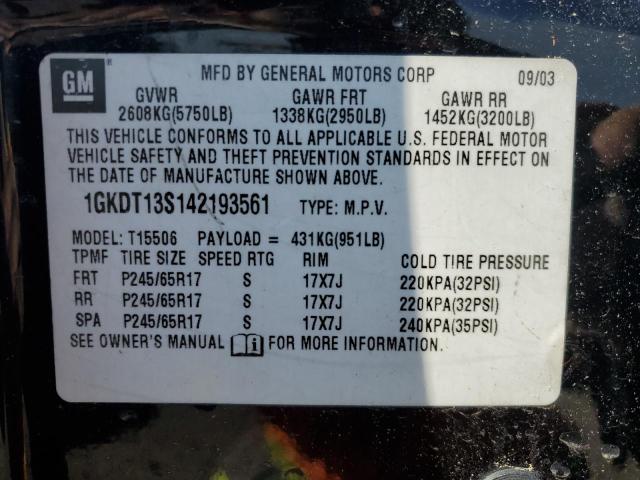 GM
MFD BY GENERAL MOTORS CORP 09/03
GVWR GAWR FRT GAWR RR
2608KG(5750LB) 1338KG(2950LB) 1452KG(3200LB)
THIS VEHICLE CONFORMS TO ALL APPLICABLE U.S. FEDERAL MOTOR
VEHICLE SAFETY AND THEFT PREVENTION STANDARDS IN EFFECT ON
THE DATE OF MANUFACTURE SHOWN ABOVE.
1GKDT13S142193561 TYPE: M.P.V.
MODEL: T15506 PAYLOAD = 431KG(951LB)
TPMF TIRE SIZE SPEED RTG RIM COLD TIRE PRESSURE
FRT P245/65R17 S 17X7J 220KPA(32PSI)
RR P245/65R17 S 17X7J 220KPA(32PSI)
SPA P245/65R17 S 17X7J 240KPA(35PSI)
SEE OWNER'S MANUAL i FOR MORE INFORMATION.